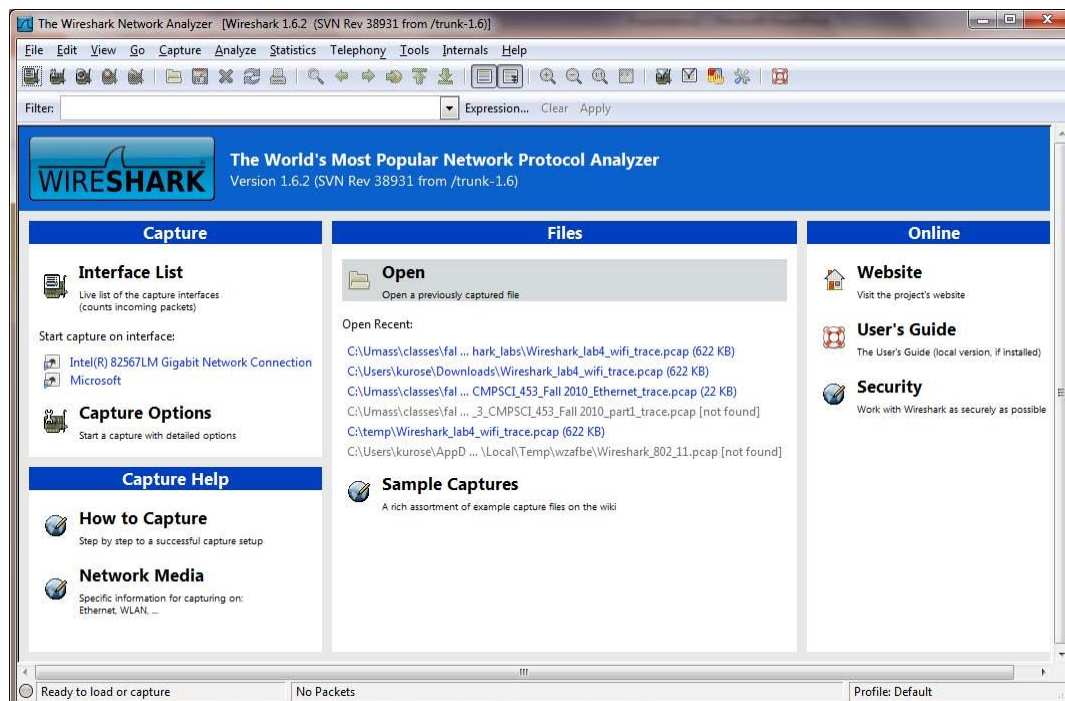 The Wireshark Network Analyzer [Wireshark 1.6.2 (SVN Rev 38931 from /trunk-1.6)]
File Edit View Go Capture Analyze Statistics Telephony Tools Internals Help
Filter: Expression... Clear Apply
WIRESHARK
The World's Most Popular Network Protocol Analyzer
Version 1.6.2 (SVN Rev 38931 from /trunk-1.6)
Capture
Interface List
Live list of the capture interfaces
(counts incoming packets)
Start capture on interface:
Intel(R) 82567LM Gigabit Network Connection
Microsoft
Capture Options
Start a capture with detailed options
Capture Help
How to Capture
Step by step to a successful capture setup
Network Media
Specific information for capturing on:
Ethernet, WLAN, ...
Files
Open
Open a previously captured file
Open Recent:
C:\Umass\classes\fal ... hark_labs\Wireshark_lab4_wifi_trace.pcap (622 KB)
C:\Users\kurose\Downloads\Wireshark_lab4_wifi_trace.pcap (622 KB)
C:\Umass\classes\fal ... CMPSCI_453_Fall 2010_Ethernet_trace.pcap (22 KB)
C:\Umass\classes\fal ... _3_CMPSCI_453_Fall 2010_part1_trace.pcap [not found]
C:\temp\Wireshark_lab4_wifi_trace.pcap (622 KB)
C:\Users\kurose\AppD ... \Local\Temp\wzafbe\Wireshark_802_11.pcap [not found]
Sample Captures
A rich assortment of example capture files on the wiki
Online
Website
Visit the project's website
User's Guide
The User's Guide (local version, if installed)
Security
Work with Wireshark as securely as possible
Ready to load or capture
No Packets
Profile: Default